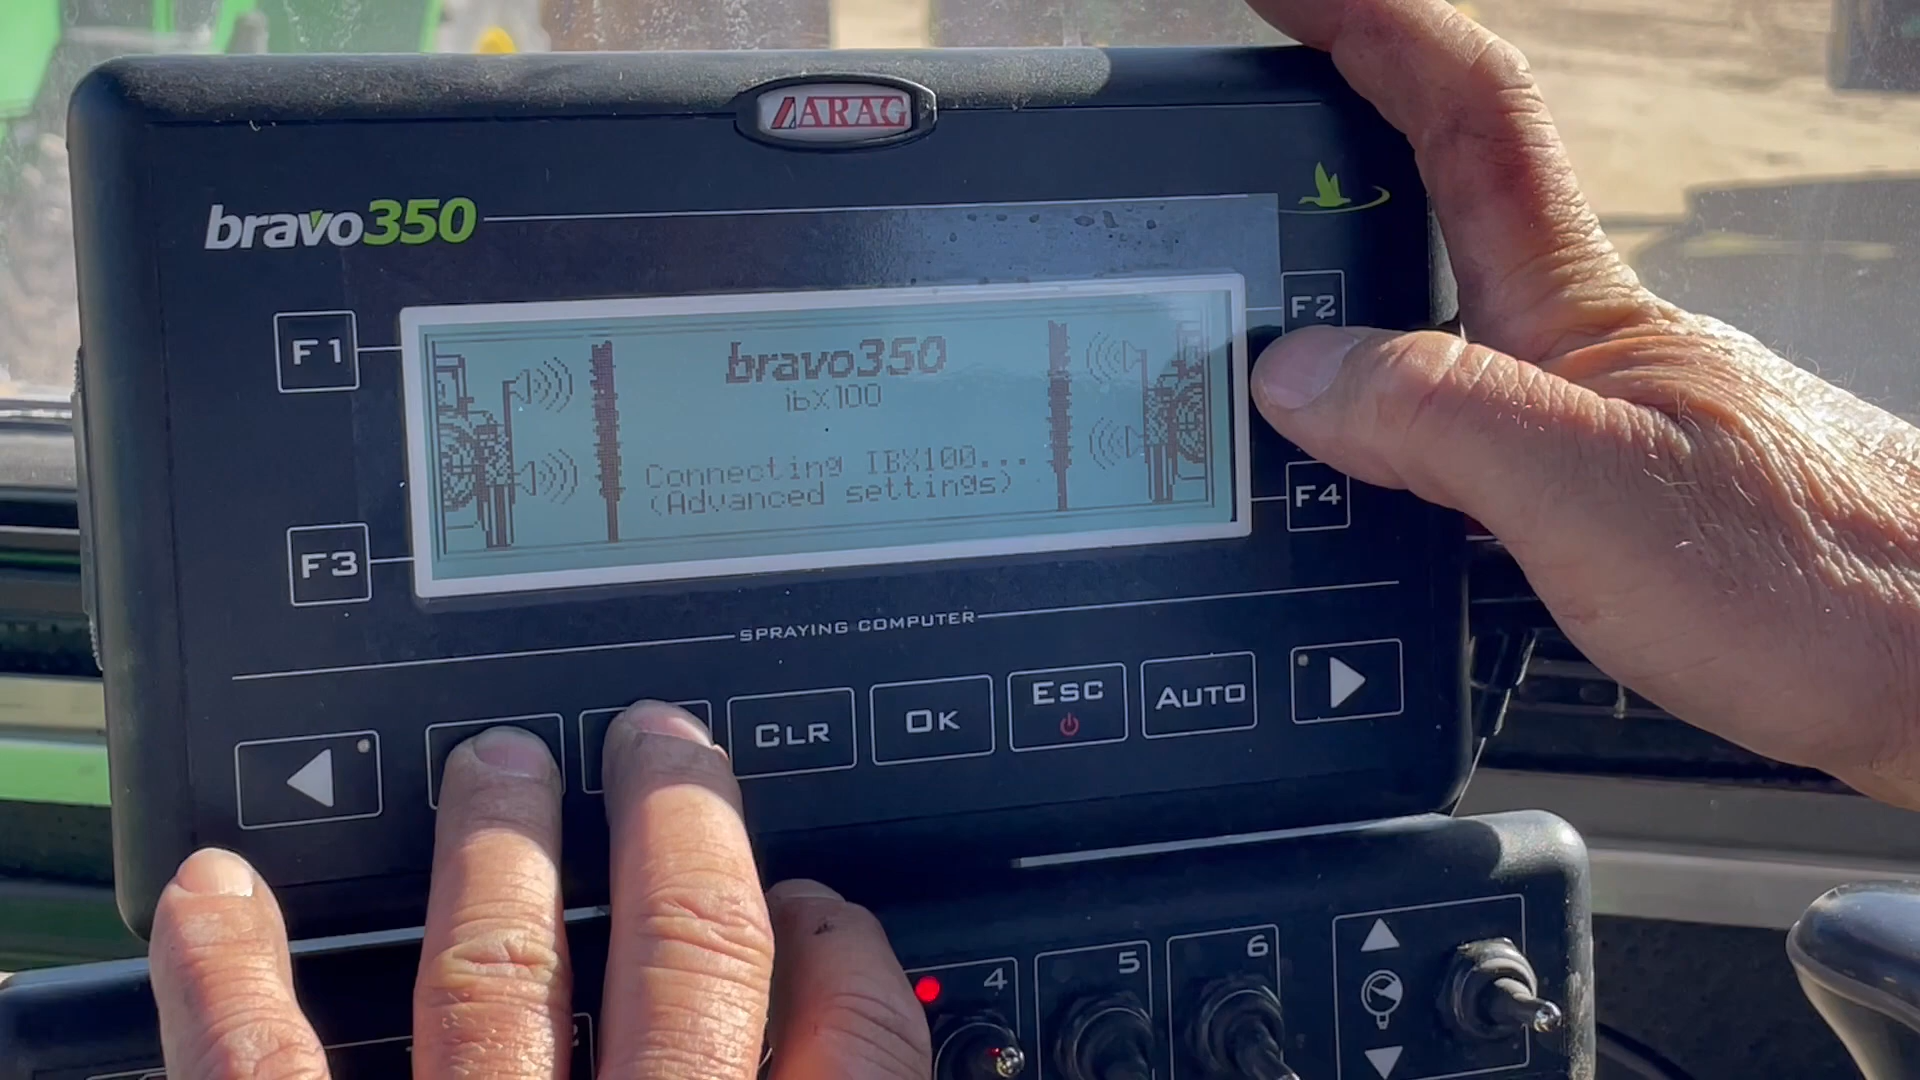 ARAG
bravo350
F1
F2
bravo350
ibX100
Connecting IBX100...
(Advanced settings)
F3
F4
SPRAYING COMPUTER
CLR
OK
ESC
AUTO
4
5
6